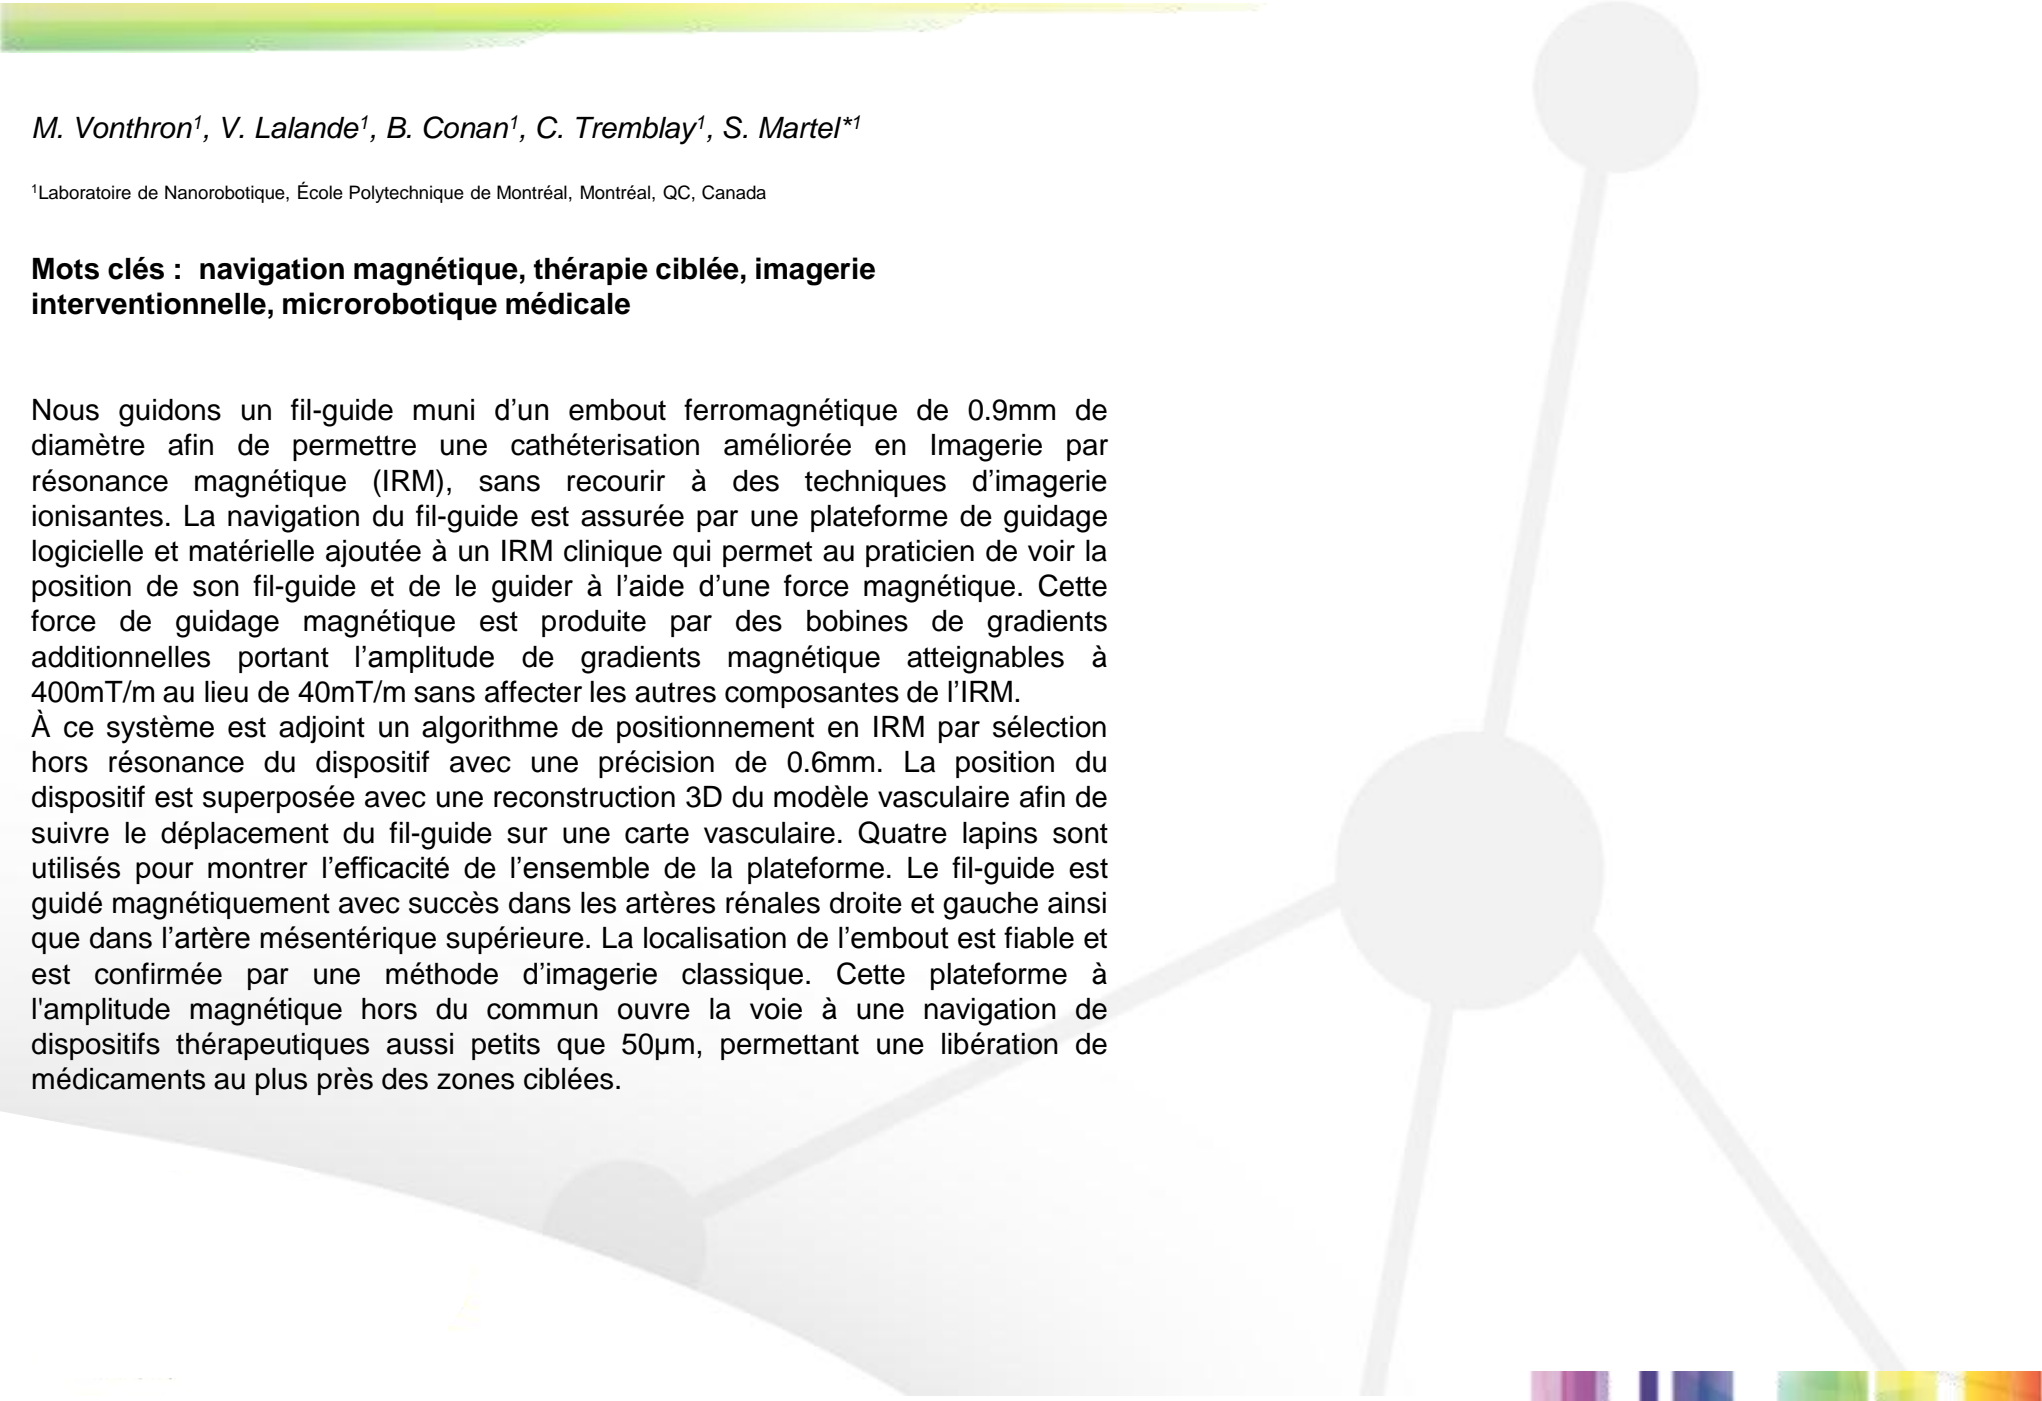 M. Vonthron¹, V. Lalande¹, B. Conan¹, C. Tremblay¹, S. Martel*¹
¹Laboratoire de Nanorobotique, École Polytechnique de Montréal, Montréal, QC, Canada
Mots clés : navigation magnétique, thérapie ciblée, imagerie
interventionnelle, microrobotique médicale
Nous guidons un fil-guide muni d’un embout ferromagnétique de 0.9mm de
diamètre afin de permettre une cathéterisation améliorée en Imagerie par
résonance magnétique (IRM), sans recourir à des techniques d’imagerie
ionisantes. La navigation du fil-guide est assurée par une plateforme de guidage
logicielle et matérielle ajoutée à un IRM clinique qui permet au praticien de voir la
position de son fil-guide et de le guider à l’aide d’une force magnétique. Cette
force de guidage magnétique est produite par des bobines de gradients
additionnelles portant l’amplitude de gradients magnétique atteignables à
400mT/m au lieu de 40mT/m sans affecter les autres composantes de l’IRM.
À ce système est adjoint un algorithme de positionnement en IRM par sélection
hors résonance du dispositif avec une précision de 0.6mm. La position du
dispositif est superposée avec une reconstruction 3D du modèle vasculaire afin de
suivre le déplacement du fil-guide sur une carte vasculaire. Quatre lapins sont
utilisés pour montrer l’efficacité de l’ensemble de la plateforme. Le fil-guide est
guidé magnétiquement avec succès dans les artères rénales droite et gauche ainsi
que dans l’artère mésentérique supérieure. La localisation de l’embout est fiable et
est confirmée par une méthode d’imagerie classique. Cette plateforme à
l'amplitude magnétique hors du commun ouvre la voie à une navigation de
dispositifs thérapeutiques aussi petits que 50µm, permettant une libération de
médicaments au plus près des zones ciblées.